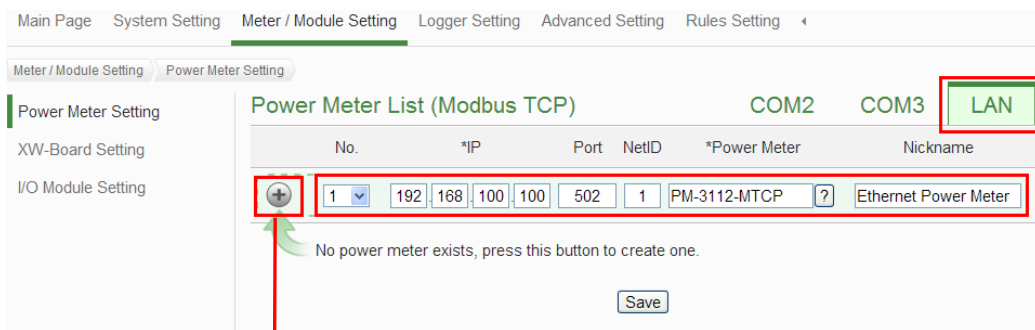 Main Page System Setting Meter / Module Setting Logger Setting Advanced Setting Rules Setting
Meter / Module Setting Power Meter Setting
Power Meter Setting
XW-Board Setting
I/O Module Setting
Power Meter List (Modbus TCP) COM2 COM3 LAN
No. *IP Port NetID *Power Meter Nickname
1 192 . 168 . 100 . 100 502 1 PM-3112-MTCP ? Ethernet Power Meter
No power meter exists, press this button to create one.
Save